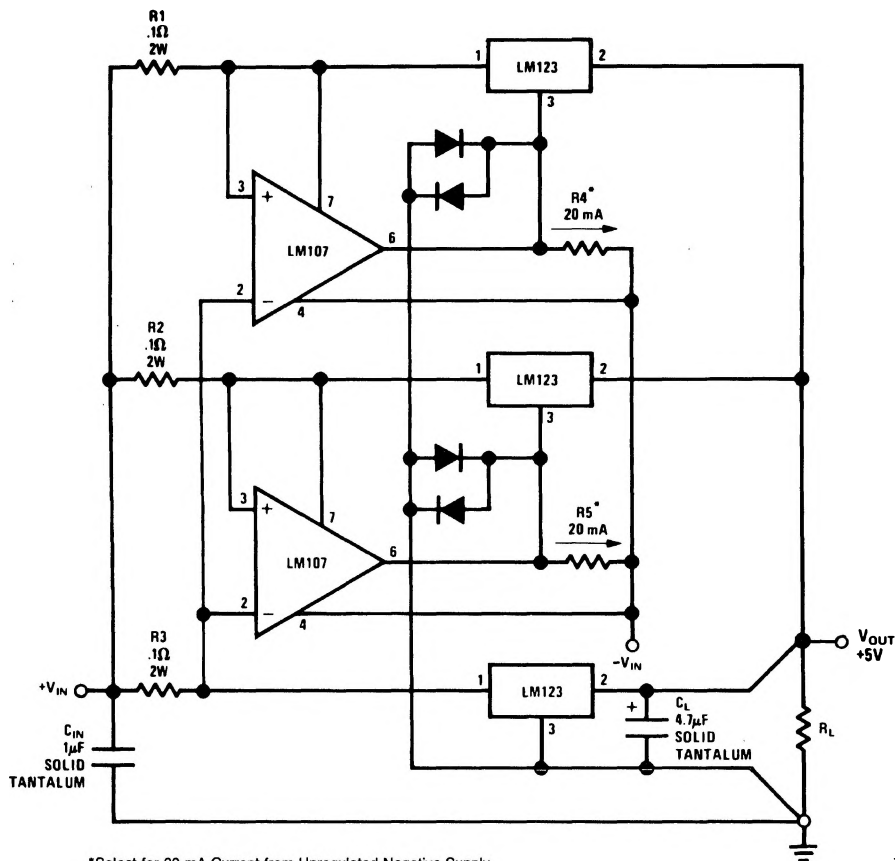 R1
.1Ω
2W
1
LM123
2
3
3
+
7
LM107
6
R4*
20 mA
2
−
4
R2
.1Ω
2W
1
LM123
2
3
3
+
7
LM107
6
R5*
20 mA
2
−
4
R3
.1Ω
2W
−VIN
VOUT
+5V
+VIN
1
LM123
2
3
+
CL
4.7μF
SOLID
TANTALUM
RL
CIN
1μF
SOLID
TANTALUM